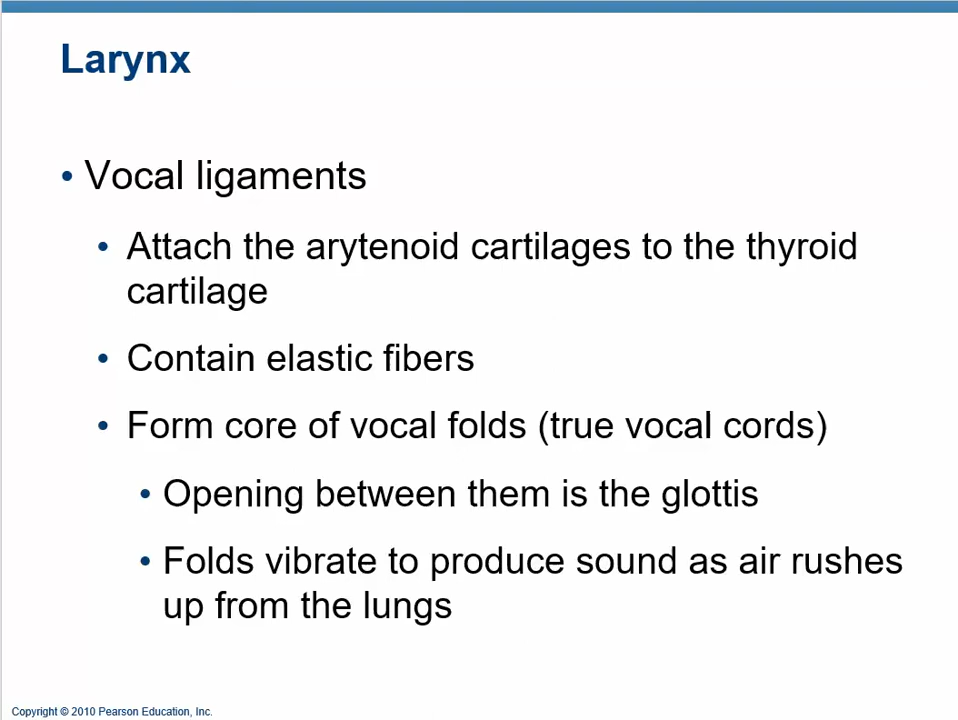 Larynx
• Vocal ligaments
• Attach the arytenoid cartilages to the thyroid
cartilage
• Contain elastic fibers
• Form core of vocal folds (true vocal cords)
• Opening between them is the glottis
• Folds vibrate to produce sound as air rushes
up from the lungs
Copyright © 2010 Pearson Education, Inc.